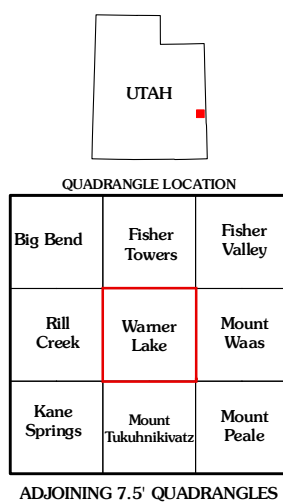 UTAH
QUADRANGLE LOCATION
Big Bend
Fisher
Towers
Fisher
Valley
Rill
Creek
Warner
Lake
Mount
Waas
Kane
Springs
Mount
Tukuhnikivatz
Mount
Peale
ADJOINING 7.5' QUADRANGLES